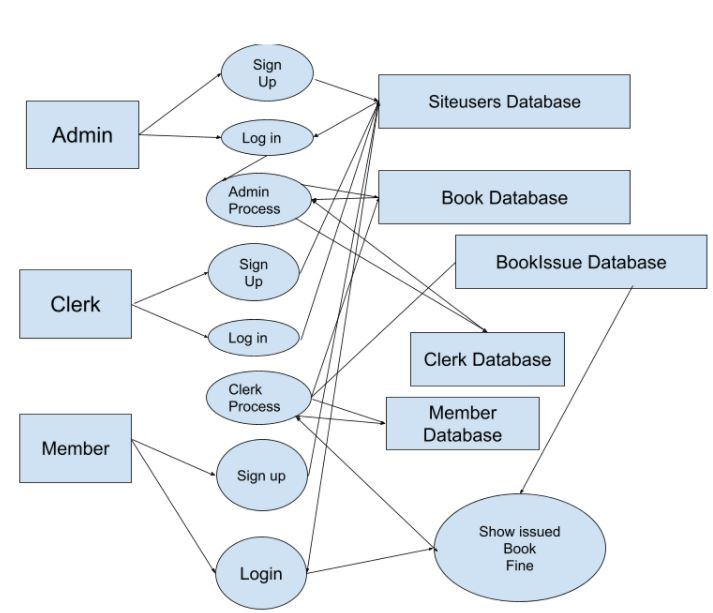 Sign
Up
Siteusers Database
Admin
Log in
Admin
Process
Book Database
Sign
Up
BookIssue Database
Clerk
Log in
Clerk Database
Clerk
Process
Member
Database
Member
Sign up
Show issued
Book
Fine
Login